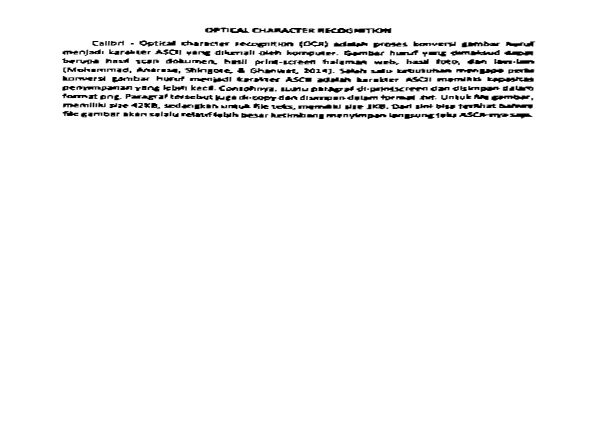 OPTICAL CHARACTER RECOGNITION
Calibri - Optical character recognition (OCR) adalah proses konversi gambar huruf
menjadi karakter ASCII yang dikenali oleh komputer. Gambar huruf yang dimaksud dapat
berupa hasil scan dokumen, hasil print-screen halaman web, hasil foto, dan lain-lain
(Mohammad, Anarase, Shingote, & Ghanwat, 2014). Salah satu kebutuhan mengapa perlu
konversi gambar huruf menjadi karakter ASCII adalah karakter ASCII memiliki kapasitas
penyimpanan yang lebih kecil. Contohnya, suatu paragraf di-printscreen dan disimpan dalam
format png. Paragraf tersebut juga di-copy dan disimpan dalam format .txt. Untuk file gambar,
memiliki size 42KB, sedangkan untuk file teks, memiliki size 1KB. Dari sini bisa terlihat bahwa
file gambar akan selalu relatif lebih besar ketimbang menyimpan langsung teks ASCII-nya saja.